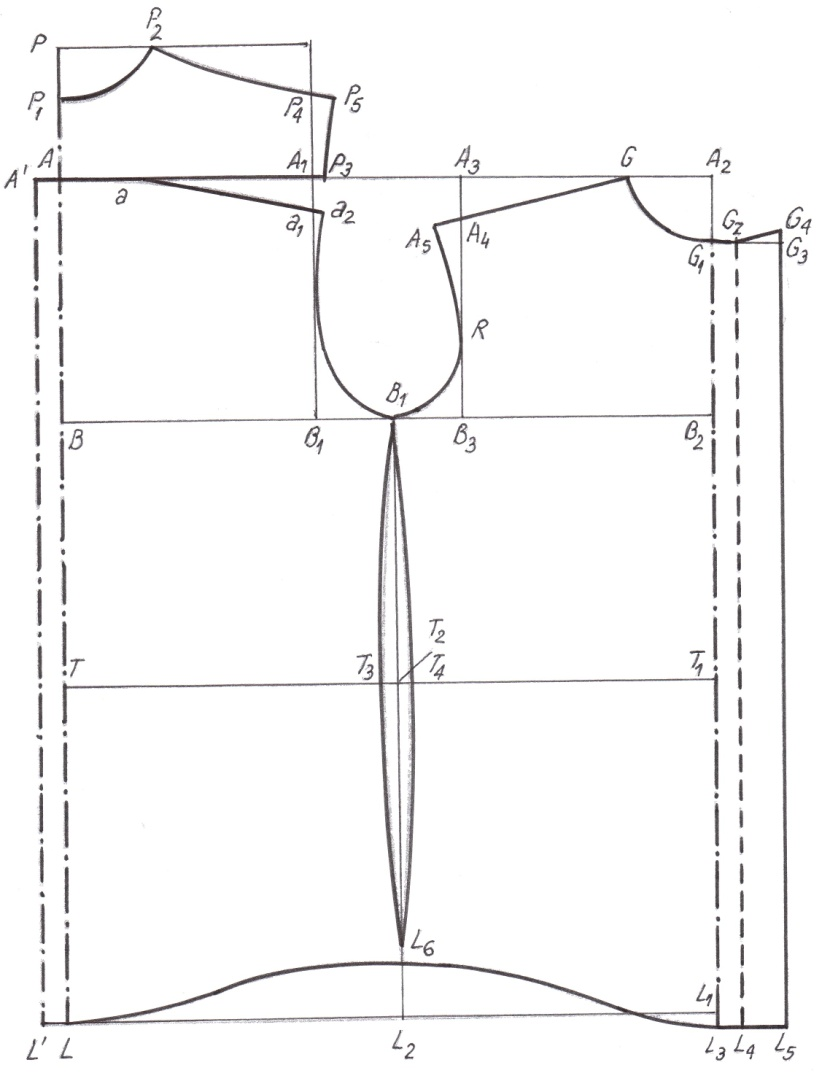 P₂
P
P₁ P₄ P₅
A' A A₁ P₃ A₃ G A₂
a a₁ a₂ A₅ A₄ G₁ G₂ G₄
G₃
R
B₁
B B₁ B₃ B₂
T₂
T T₃ T₄ T₁
L₆
L₁
L' L L₂ L₃ L₄ L₅